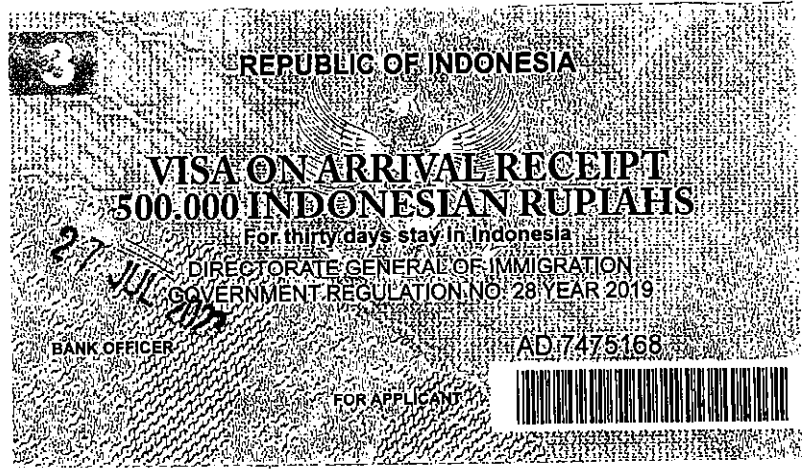 3
REPUBLIC OF INDONESIA
VISA ON ARRIVAL RECEIPT
500.000 INDONESIAN RUPIAHS
For thirty days stay in Indonesia
27 JUL
DIRECTORATE GENERAL OF IMMIGRATION
GOVERNMENT REGULATION NO. 28 YEAR 2019
BANK OFFICER
AD 7475168
FOR APPLICANT